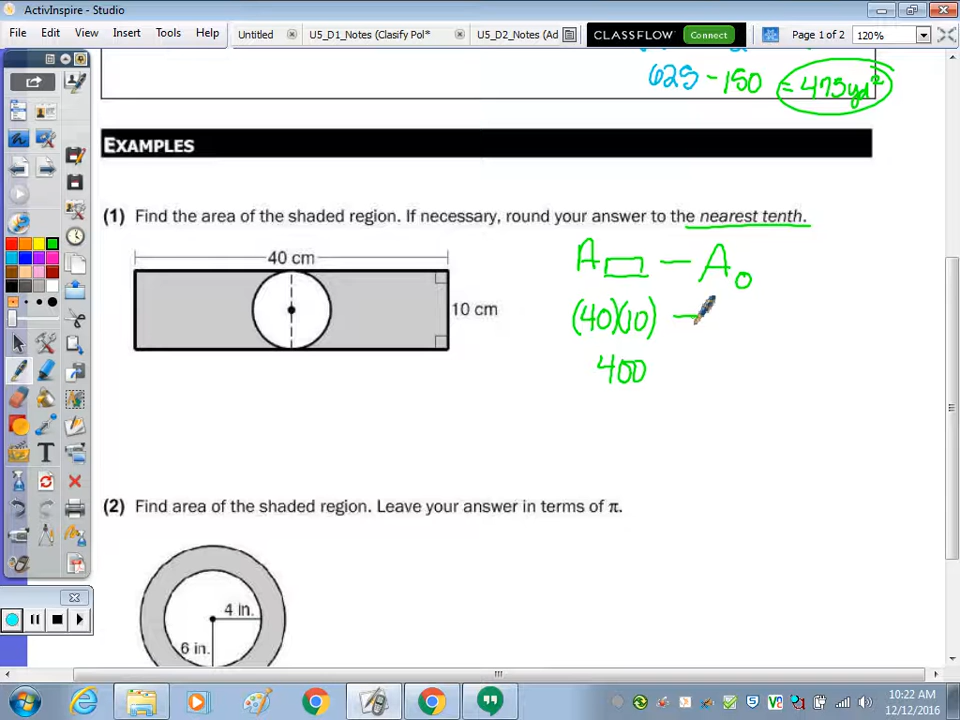 ActivInspire - Studio
File Edit View Insert Tools Help
Untitled
U5_D1_Notes (Clasify Pol*
U5_D2_Notes (Ad
CLASSFLOW Connect
Page 1 of 2
120%
625 - 150 = 475 yd²
EXAMPLES
(1) Find the area of the shaded region. If necessary, round your answer to the nearest tenth.
40 cm
10 cm
A▭ - A○
(40)(10) -
400
(2) Find area of the shaded region. Leave your answer in terms of π.
4 in.
6 in.
10:22 AM
12/12/2016